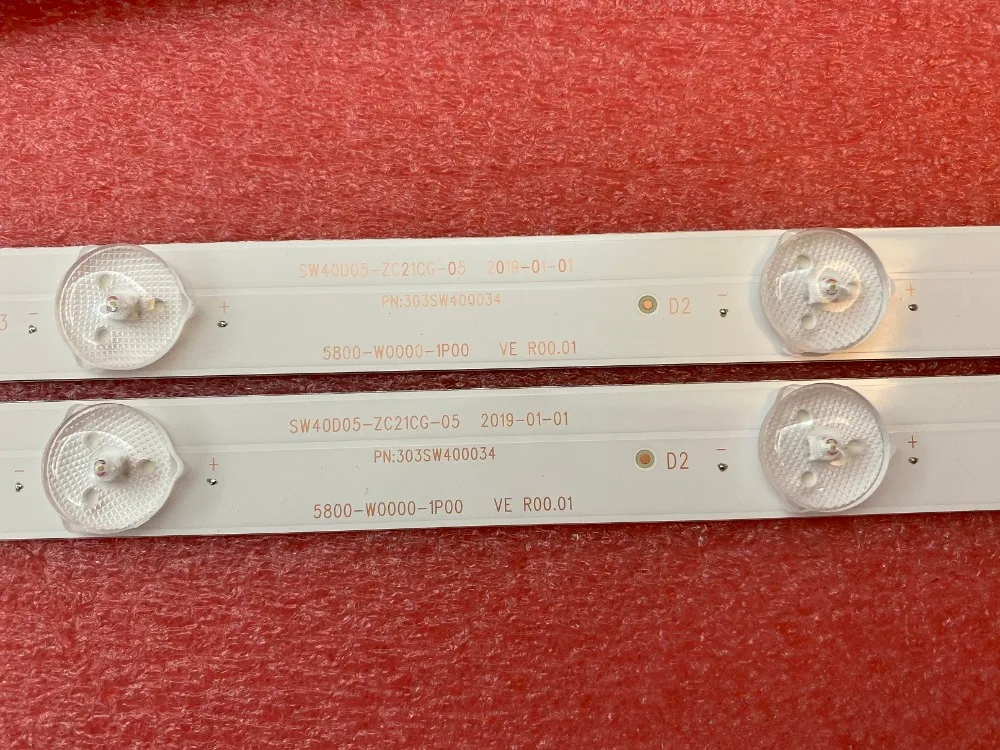 SW40D05-ZC21CG-05 2019-01-01
PN:303SW400034
3 - + D2 - +
5800-W0000-1P00 VE R00.01
SW40D05-ZC21CG-05 2019-01-01
PN:303SW400034
- + D2 - +
5800-W0000-1P00 VE R00.01